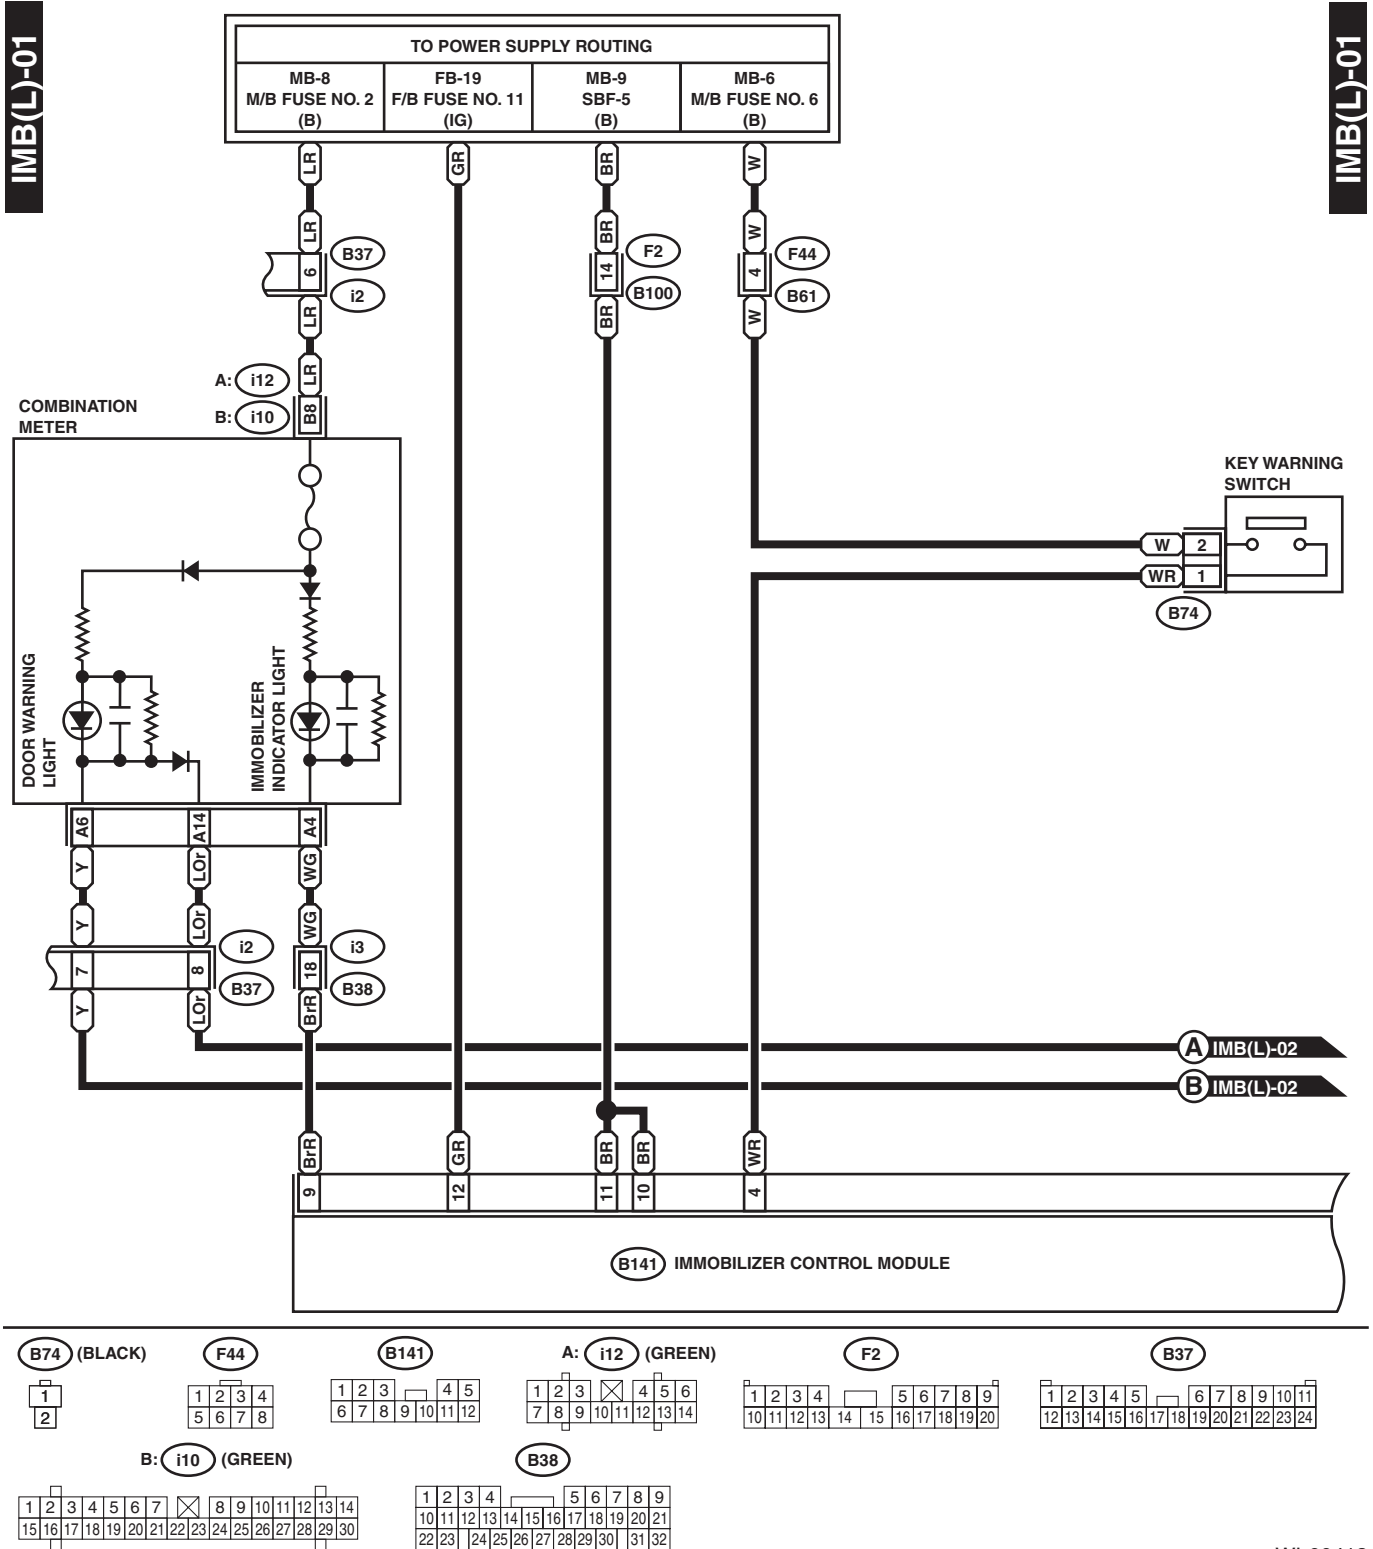 IMB(L)-01
IMB(L)-01
TO POWER SUPPLY ROUTING
MB-8
M/B FUSE NO. 2
(B)
FB-19
F/B FUSE NO. 11
(IG)
MB-9
SBF-5
(B)
MB-6
M/B FUSE NO. 6
(B)
LR
GR
BR
W
LR
BR
W
6
B37
i2
14
F2
B100
4
F44
B61
LR
BR
W
LR
A: i12
B: i10
B8
COMBINATION
METER
KEY WARNING
SWITCH
W 2
WR 1
B74
DOOR WARNING
LIGHT
IMMOBILIZER
INDICATOR LIGHT
A6
A14
A4
Y
LOr
WG
Y
LOr
WG
7
8
i2
B37
18
i3
B38
Y
LOr
BrR
A IMB(L)-02
B IMB(L)-02
BrR
GR
BR
BR
WR
9
12
11
10
4
B141 IMMOBILIZER CONTROL MODULE
B74 (BLACK)
1
2
F44
1 2 3 4
5 6 7 8
B141
1 2 3 4 5
6 7 8 9 10 11 12
A: i12 (GREEN)
1 2 3 4 5 6
7 8 9 10 11 12 13 14
F2
1 2 3 4 5 6 7 8 9
10 11 12 13 14 15 16 17 18 19 20
B37
1 2 3 4 5 6 7 8 9 10 11
12 13 14 15 16 17 18 19 20 21 22 23 24
B: i10 (GREEN)
1 2 3 4 5 6 7 8 9 10 11 12 13 14
15 16 17 18 19 20 21 22 23 24 25 26 27 28 29 30
B38
1 2 3 4 5 6 7 8 9
10 11 12 13 14 15 16 17 18 19 20 21
22 23 24 25 26 27 28 29 30 31 32